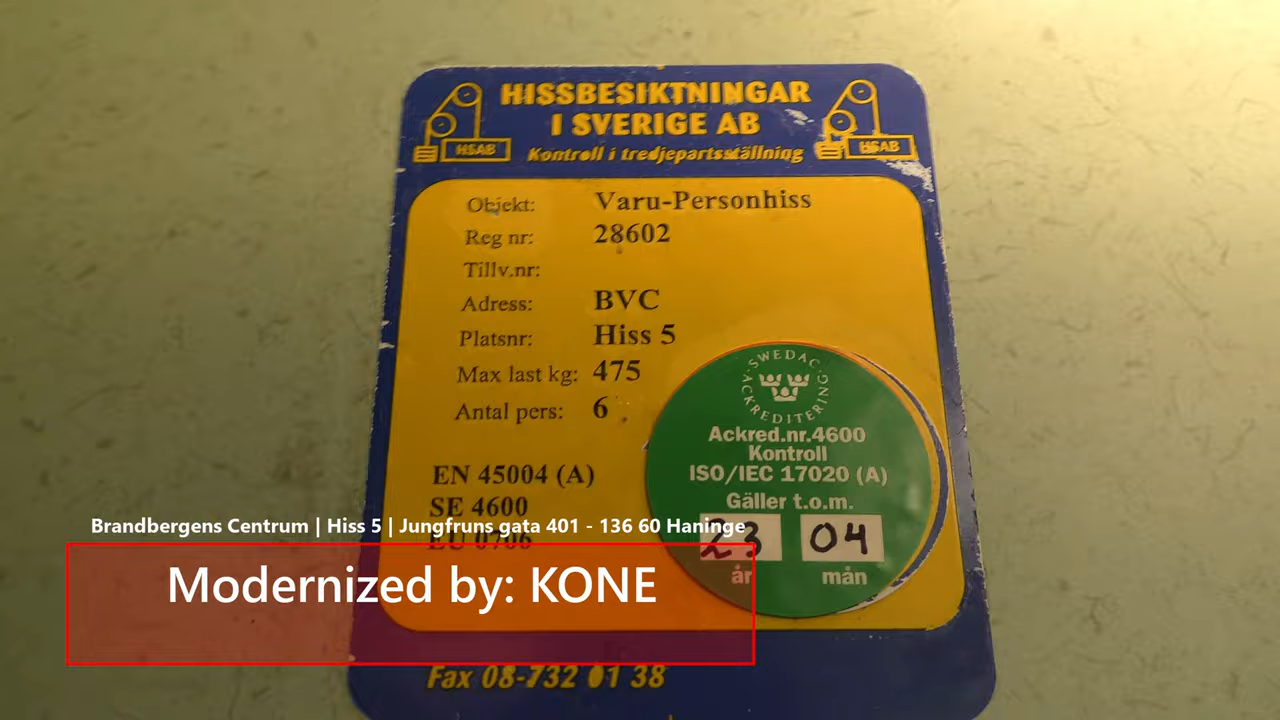 HISSBESIKTNINGAR
I SVERIGE AB
Kontroll i tredjepartsställning
HSAB
HSAB
Objekt: Varu-Personhiss
Reg nr: 28602
Tillv.nr:
Adress: BVC
Platsnr: Hiss 5
Max last kg: 475
Antal pers: 6
EN 45004 (A)
SE 4600
EU 0706
SWEDAC
ACKREDITERING
Ackred.nr.4600
Kontroll
ISO/IEC 17020 (A)
Gäller t.o.m.
23 04
år mån
Brandbergens Centrum | Hiss 5 | Jungfruns gata 401 - 136 60 Haninge
Modernized by: KONE
Fax 08-732 01 38